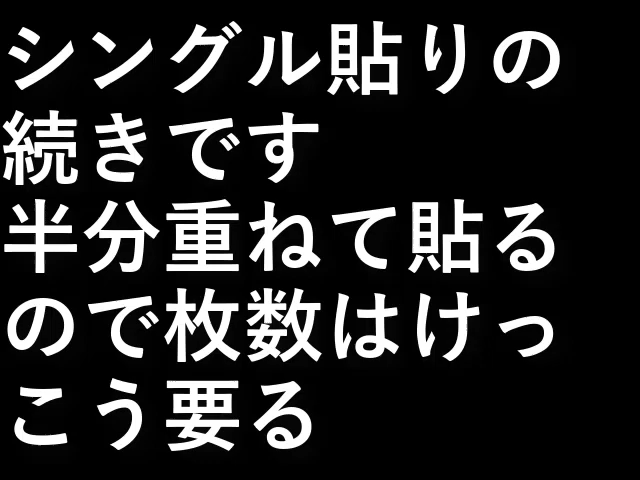 シングル貼りの
続きです
半分重ねて貼る
ので枚数はけっ
こう要る